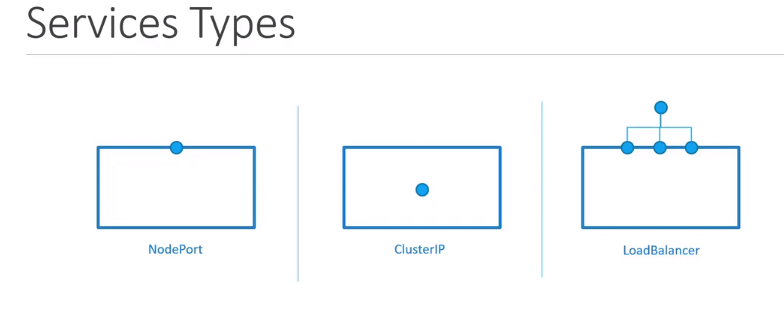 Services Types
NodePort
ClusterIP
LoadBalancer